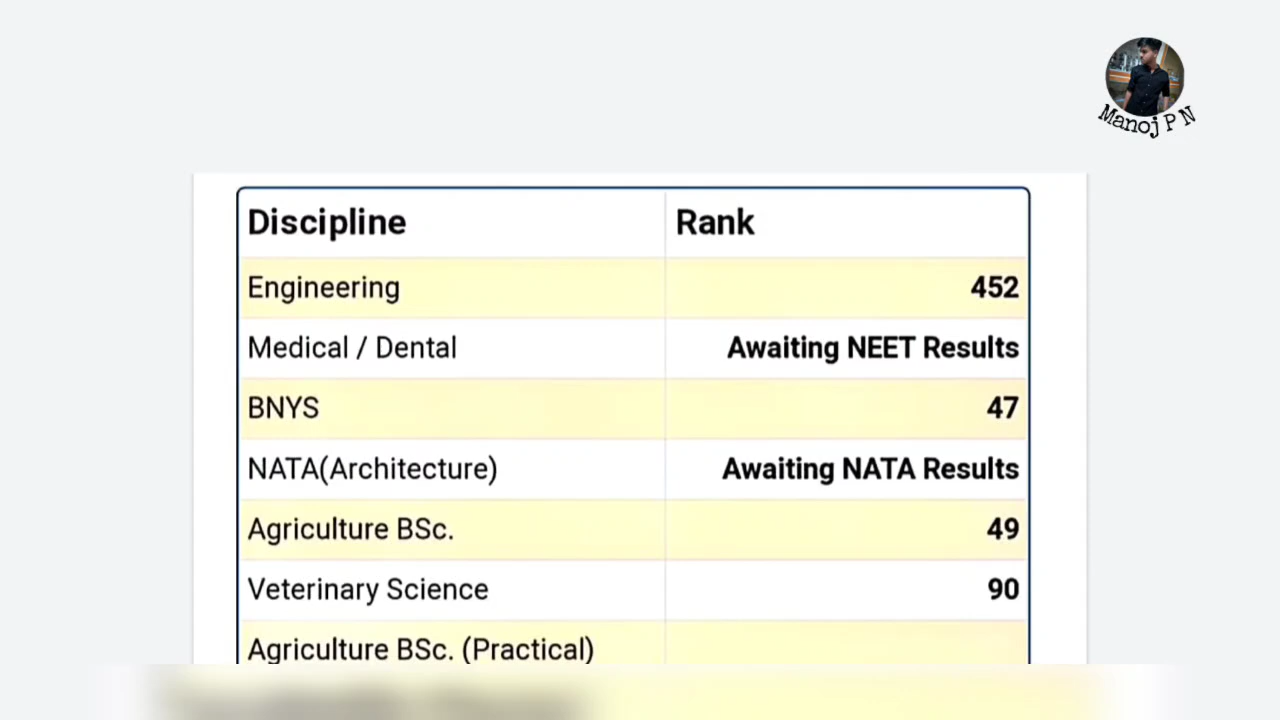 Manoj P N
Discipline Rank
Engineering 452
Medical / Dental Awaiting NEET Results
BNYS 47
NATA(Architecture) Awaiting NATA Results
Agriculture BSc. 49
Veterinary Science 90
Agriculture BSc. (Practical)